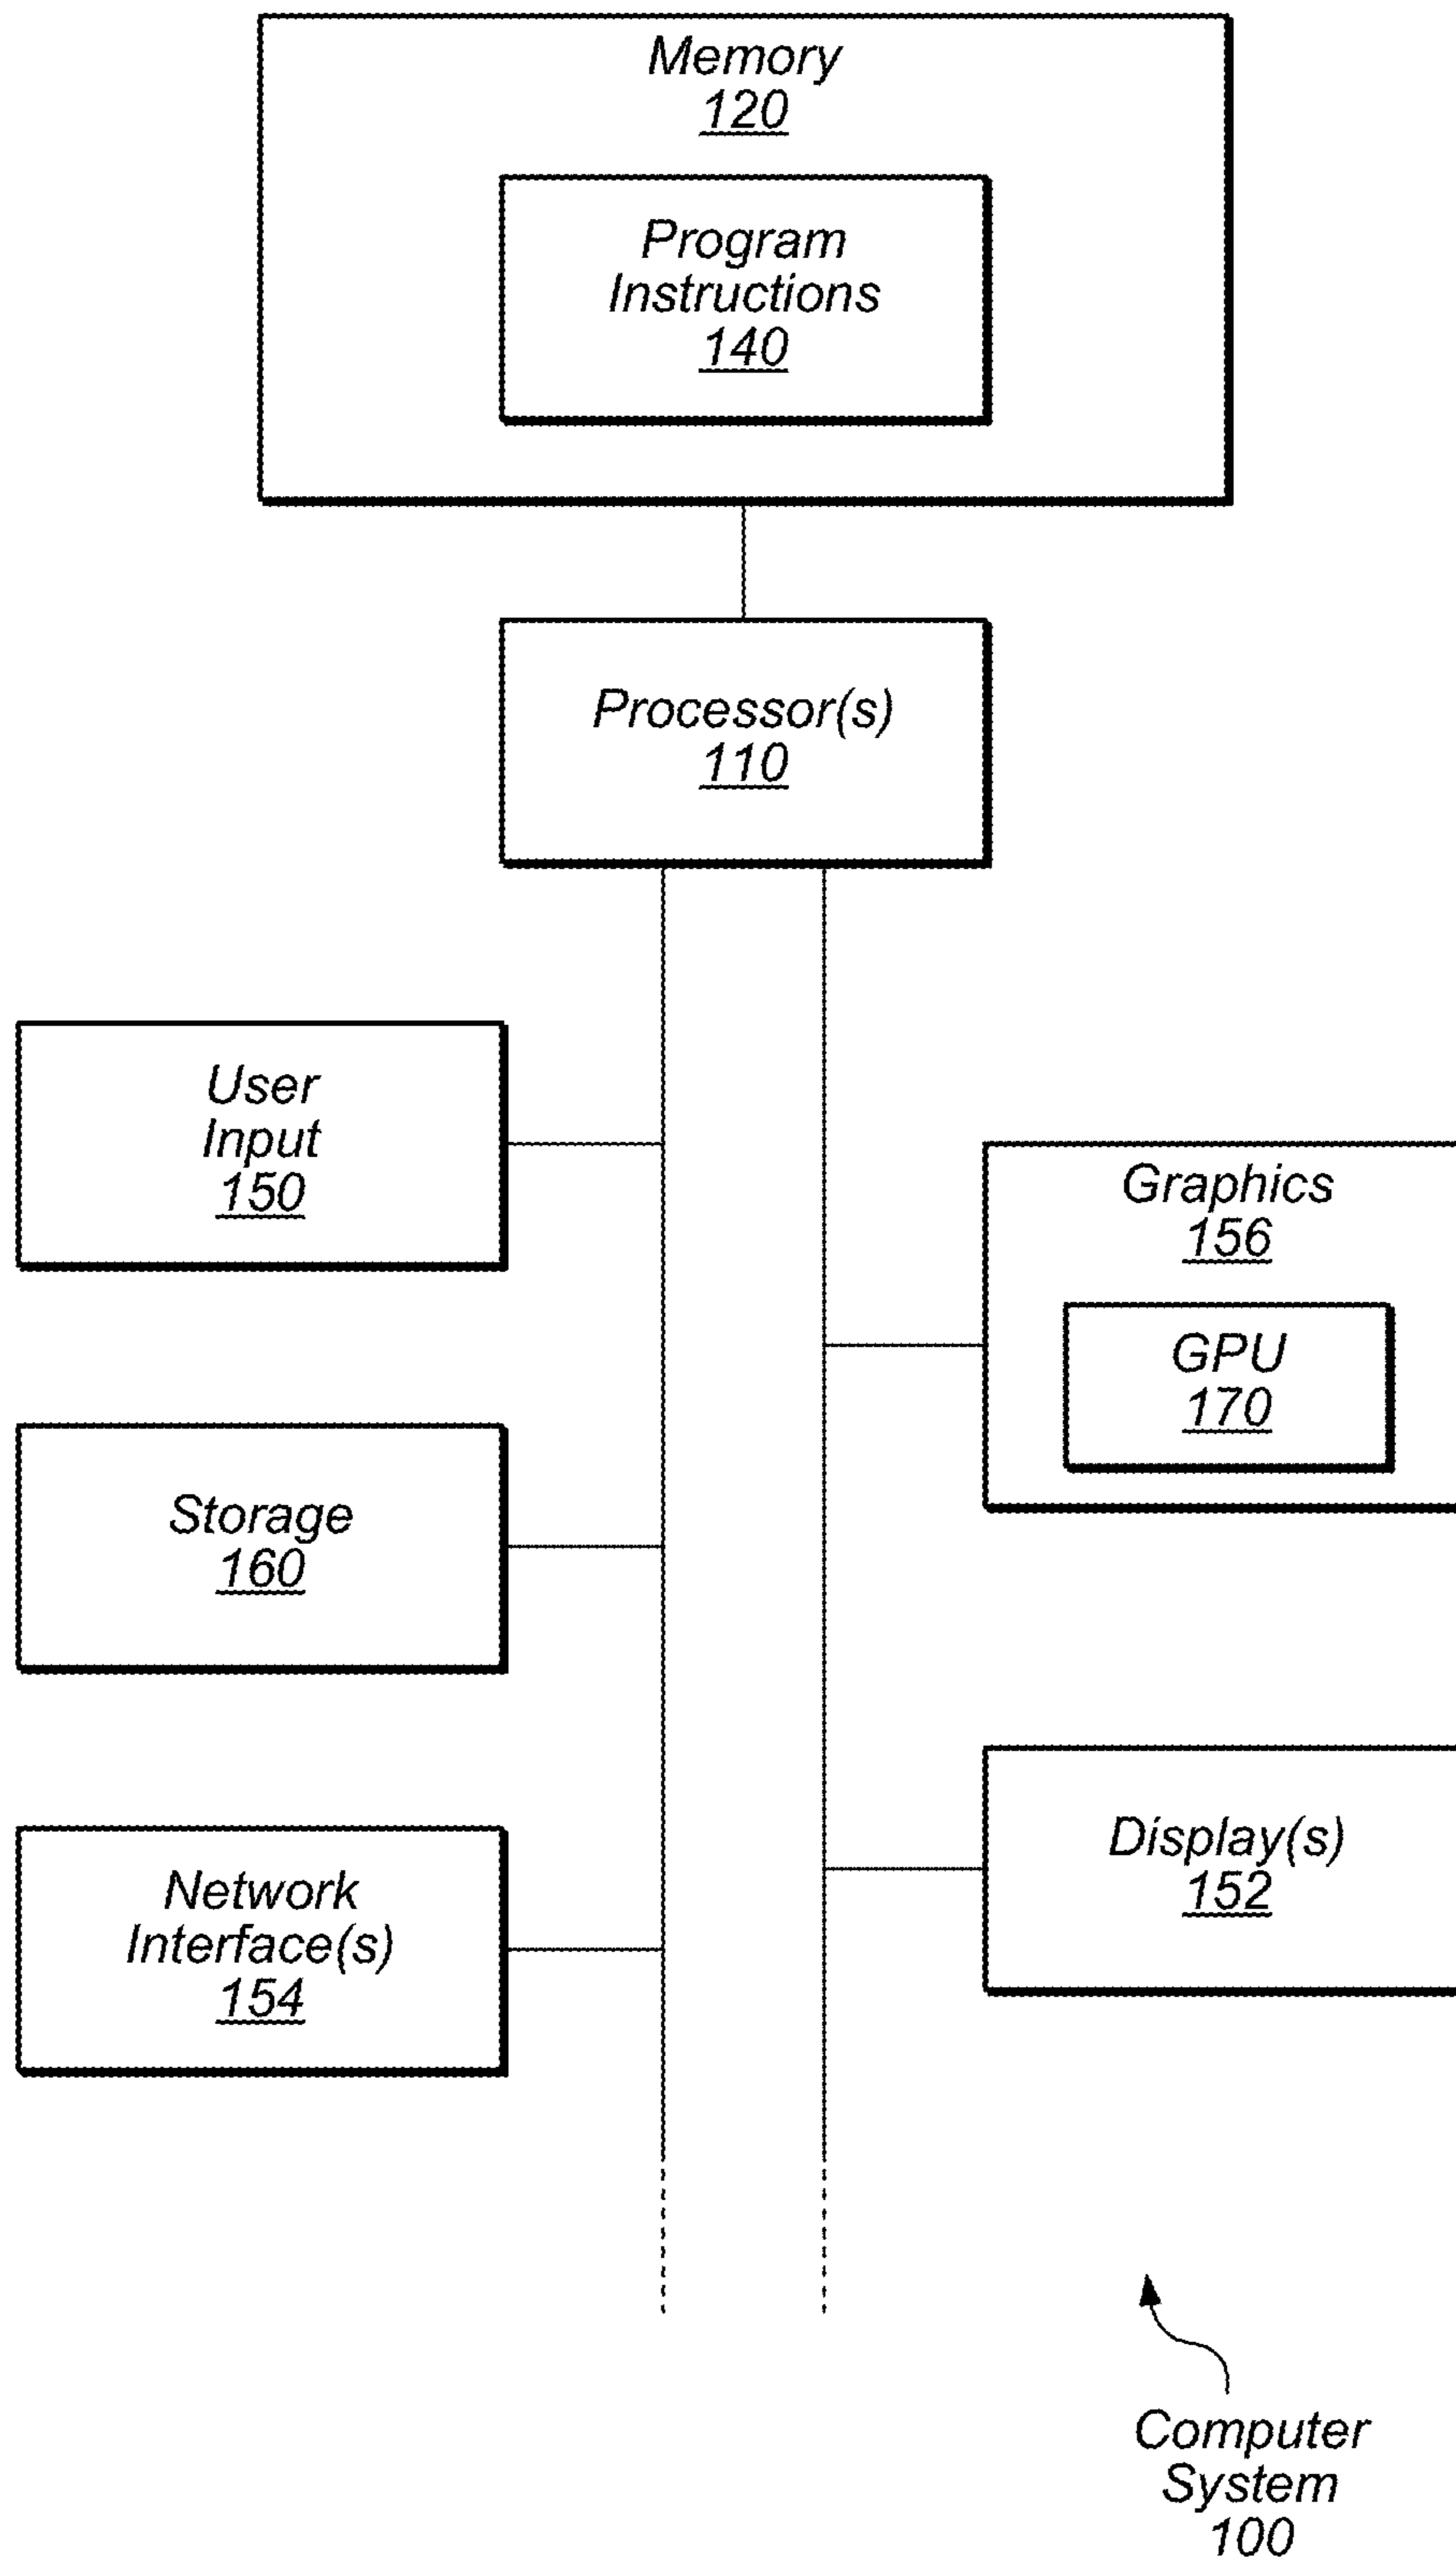 Memory
120
Program
Instructions
140
Processor(s)
110
User
Input
150
Graphics
156
GPU
170
Storage
160
Display(s)
152
Network
Interface(s)
154
Computer
System
100